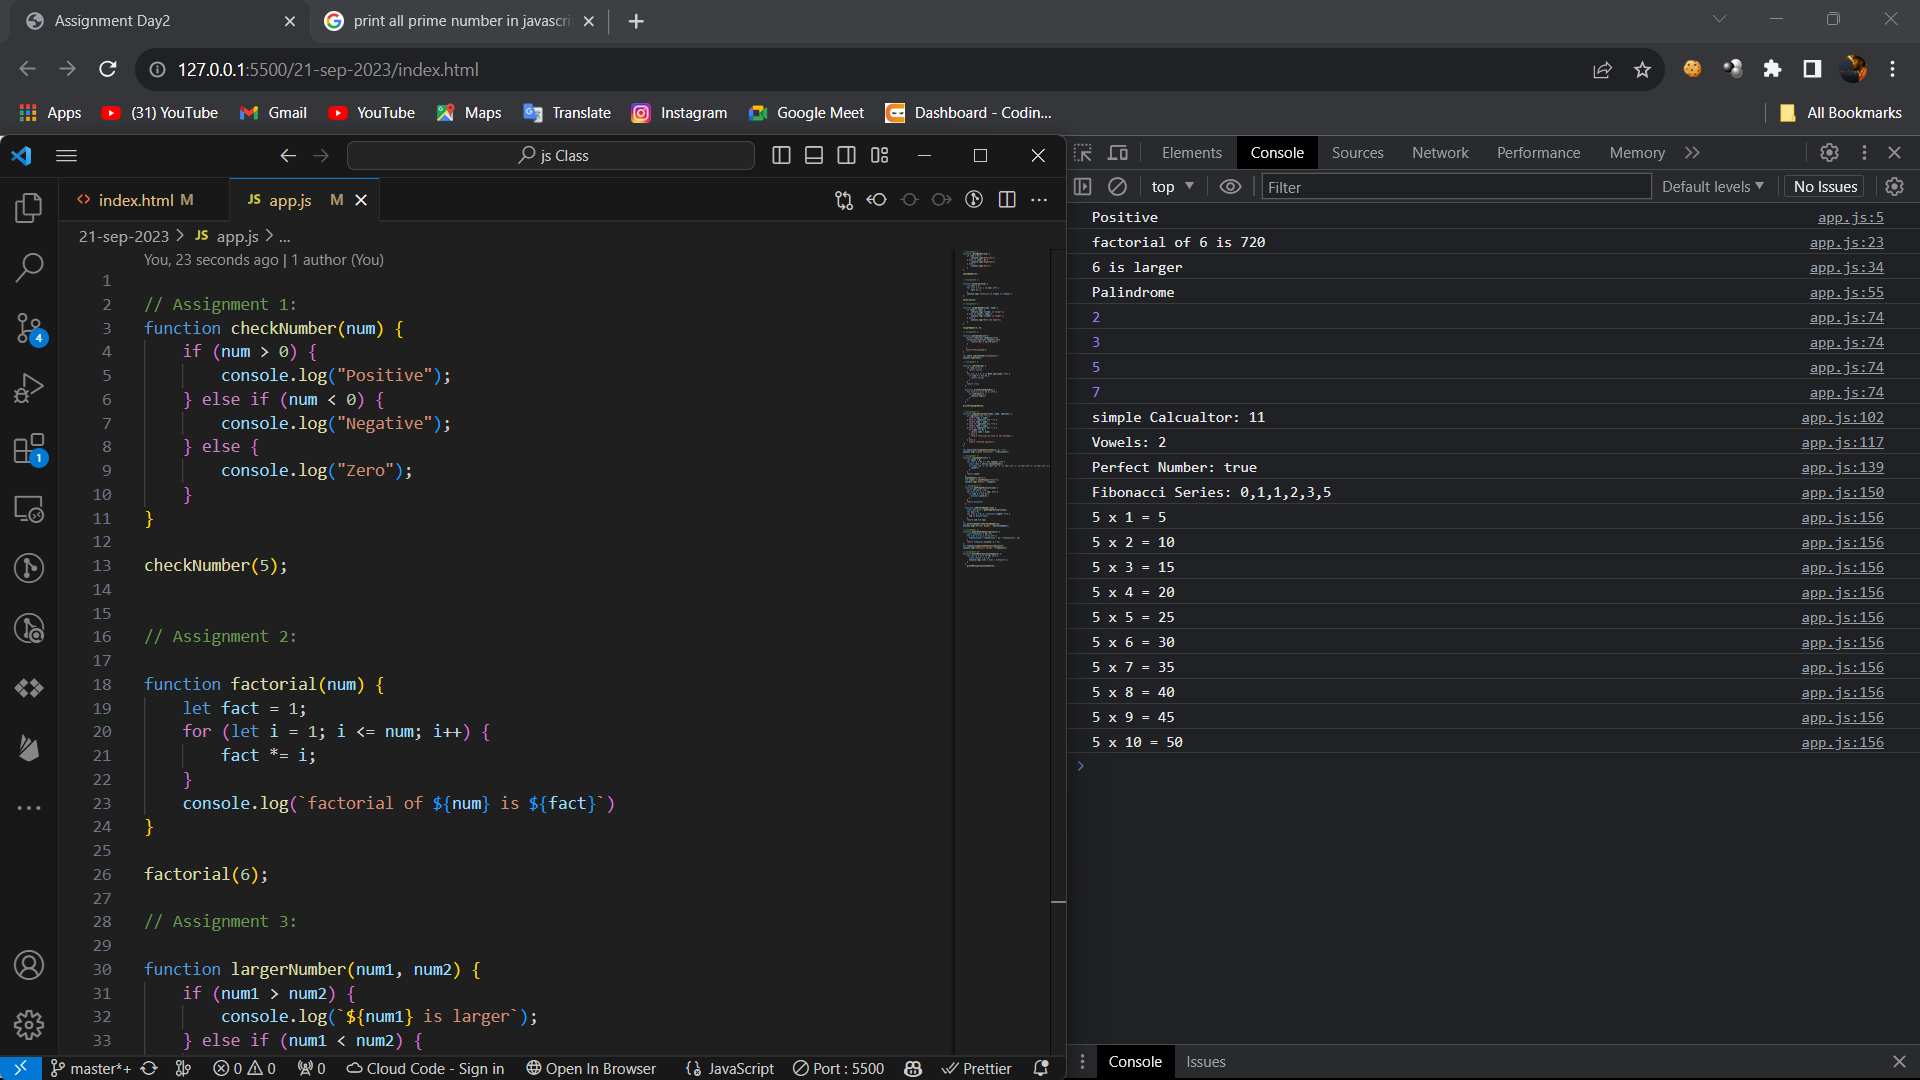 Assignment Day2
print all prime number in javascri
127.0.0.1:5500/21-sep-2023/index.html
Apps
(31) YouTube
Gmail
YouTube
Maps
Translate
Instagram
Google Meet
Dashboard - Codin...
All Bookmarks
js Class
index.html M
JS app.js M
21-sep-2023 > JS app.js > ...
You, 23 seconds ago | 1 author (You)
1
2 // Assignment 1:
3 function checkNumber(num) {
4 if (num > 0) {
5 console.log("Positive");
6 } else if (num < 0) {
7 console.log("Negative");
8 } else {
9 console.log("Zero");
10 }
11 }
12
13 checkNumber(5);
14
15
16 // Assignment 2:
17
18 function factorial(num) {
19 let fact = 1;
20 for (let i = 1; i <= num; i++) {
21 fact *= i;
22 }
23 console.log(`factorial of ${num} is ${fact}`)
24 }
25
26 factorial(6);
27
28 // Assignment 3:
29
30 function largerNumber(num1, num2) {
31 if (num1 > num2) {
32 console.log(`${num1} is larger`);
33 } else if (num1 < num2) {
4
1
master*+ 0 0 0 Cloud Code - Sign in Open In Browser {} JavaScript Port : 5500 Prettier
Elements Console Sources Network Performance Memory
top Filter Default levels No Issues
Positive app.js:5
factorial of 6 is 720 app.js:23
6 is larger app.js:34
Palindrome app.js:55
2 app.js:74
3 app.js:74
5 app.js:74
7 app.js:74
simple Calcualtor: 11 app.js:102
Vowels: 2 app.js:117
Perfect Number: true app.js:139
Fibonacci Series: 0,1,1,2,3,5 app.js:150
5 x 1 = 5 app.js:156
5 x 2 = 10 app.js:156
5 x 3 = 15 app.js:156
5 x 4 = 20 app.js:156
5 x 5 = 25 app.js:156
5 x 6 = 30 app.js:156
5 x 7 = 35 app.js:156
5 x 8 = 40 app.js:156
5 x 9 = 45 app.js:156
5 x 10 = 50 app.js:156
Console Issues